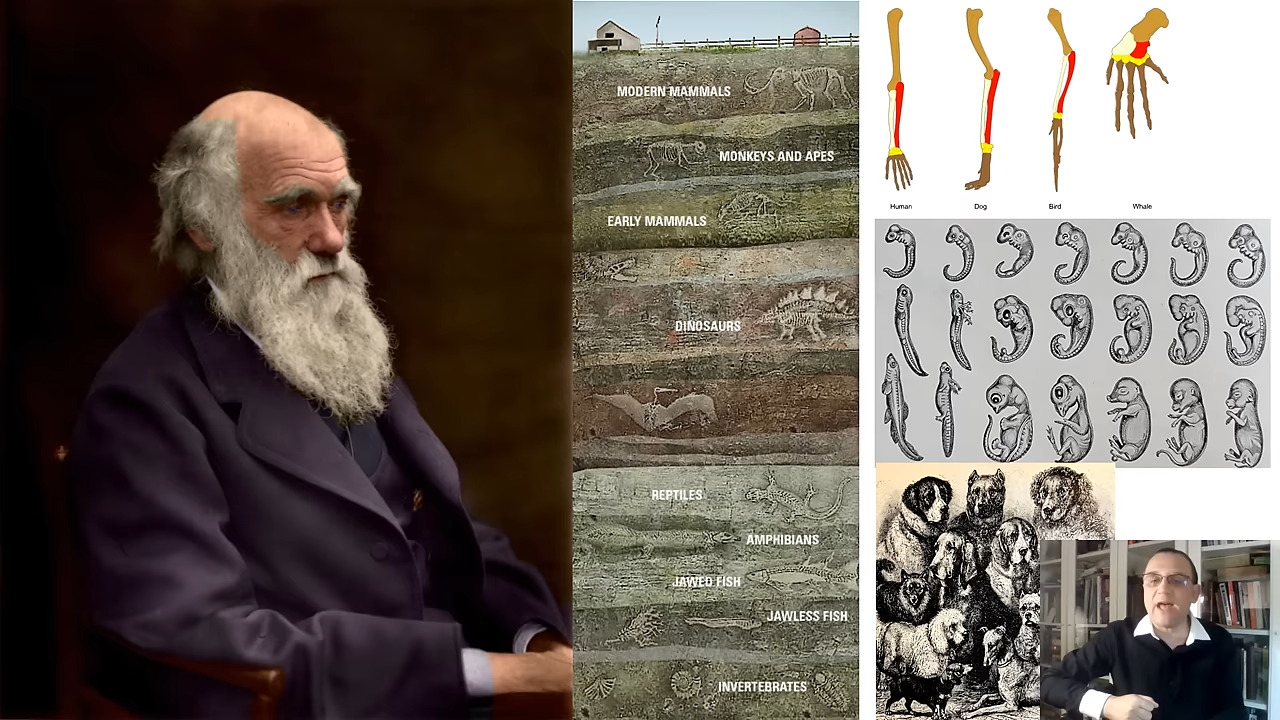 MODERN MAMMALS
MONKEYS AND APES
EARLY MAMMALS
DINOSAURS
REPTILES
AMPHIBIANS
JAWED FISH
JAWLESS FISH
INVERTEBRATES
Human
Dog
Bird
Whale